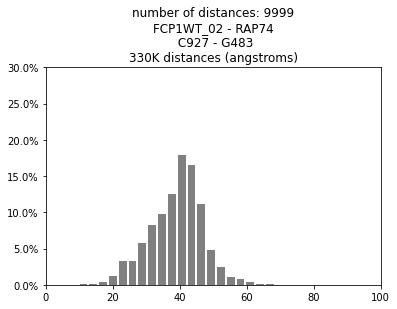 number of distances: 9999
FCP1WT_02 - RAP74
C927 - G483
330K distances (angstroms)
30.0%
25.0%
20.0%
15.0%
10.0%
5.0%
0.0%
0 20 40 60 80 100